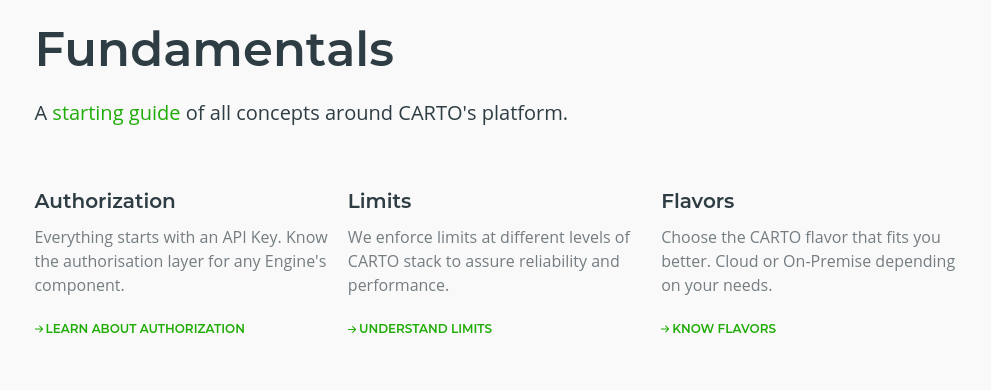 Fundamentals
A starting guide of all concepts around CARTO's platform.
Authorization
Everything starts with an API Key. Know
the authorisation layer for any Engine's
component.
→ LEARN ABOUT AUTHORIZATION
Limits
We enforce limits at different levels of
CARTO stack to assure reliability and
performance.
→ UNDERSTAND LIMITS
Flavors
Choose the CARTO flavor that fits you
better. Cloud or On-Premise depending
on your needs.
→ KNOW FLAVORS